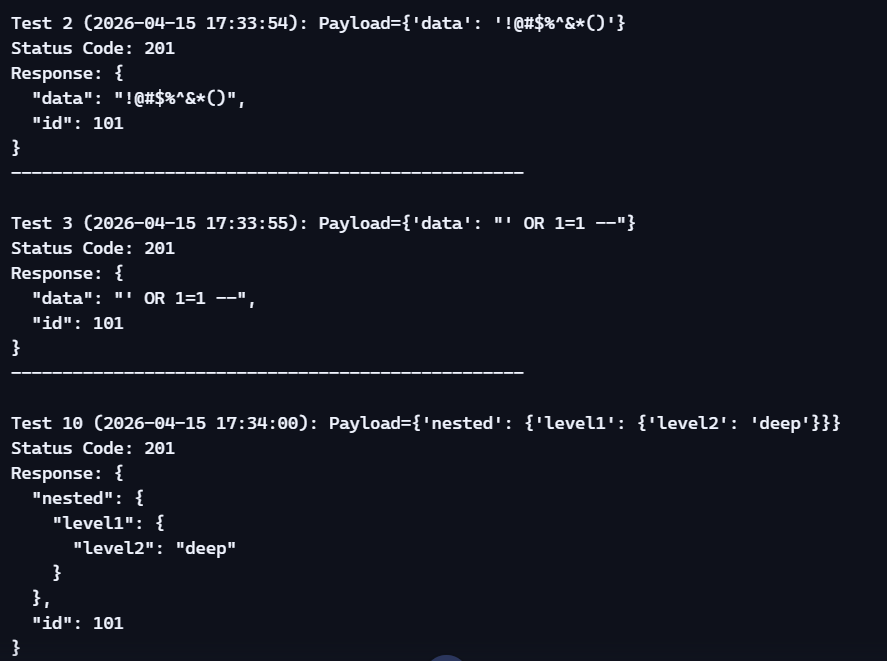 Test 2 (2026-04-15 17:33:54): Payload={'data': '!@#$%^&*()'}
Status Code: 201
Response: {
  "data": "!@#$%^&*()",
  "id": 101
}
--------------------------------------------------

Test 3 (2026-04-15 17:33:55): Payload={'data': "' OR 1=1 --"}
Status Code: 201
Response: {
  "data": "' OR 1=1 --",
  "id": 101
}
--------------------------------------------------

Test 10 (2026-04-15 17:34:00): Payload={'nested': {'level1': {'level2': 'deep'}}}
Status Code: 201
Response: {
  "nested": {
    "level1": {
      "level2": "deep"
    }
  },
  "id": 101
}